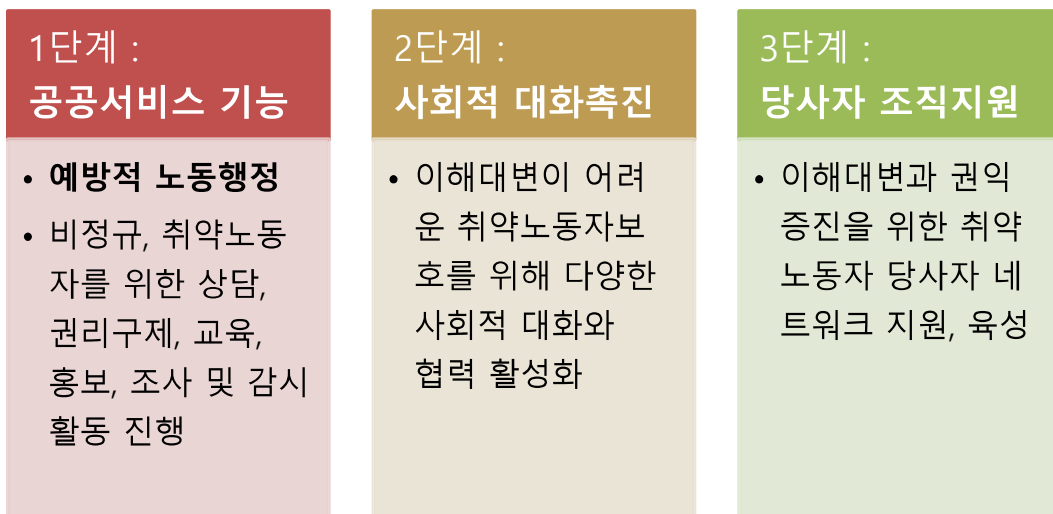 1단계 :
공공서비스 기능
• 예방적 노동행정
• 비정규, 취약노동
자를 위한 상담,
권리구제, 교육,
홍보, 조사 및 감시
활동 진행
2단계 :
사회적 대화촉진
• 이해대변이 어려
운 취약노동자보
호를 위해 다양한
사회적 대화와
협력 활성화
3단계 :
당사자 조직지원
• 이해대변과 권익
증진을 위한 취약
노동자 당사자 네
트워크 지원, 육성